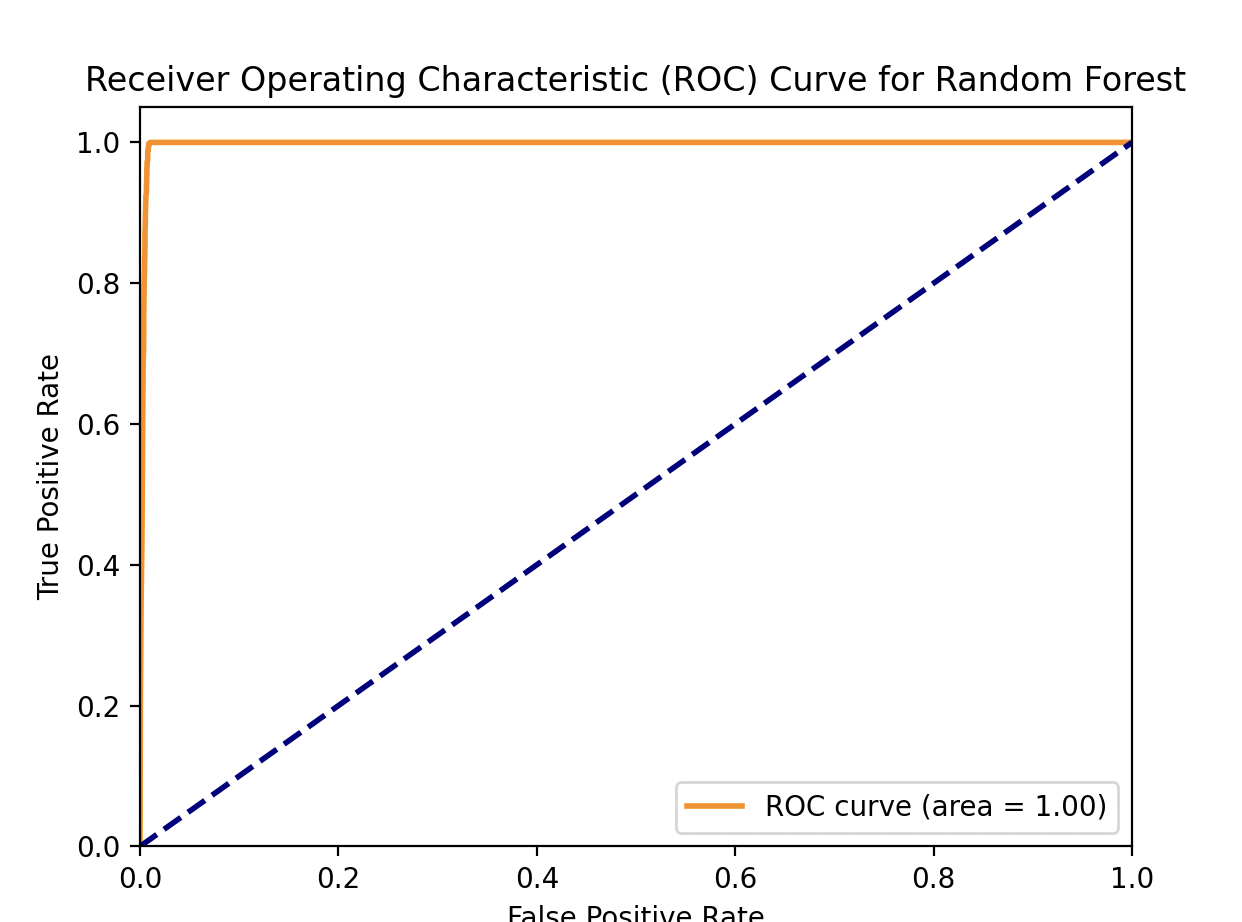 Receiver Operating Characteristic (ROC) Curve for Random Forest
1.0
0.8
0.6
0.4
0.2
0.0
True Positive Rate
ROC curve (area = 1.00)
0.0 0.2 0.4 0.6 0.8 1.0
False Positive Rate